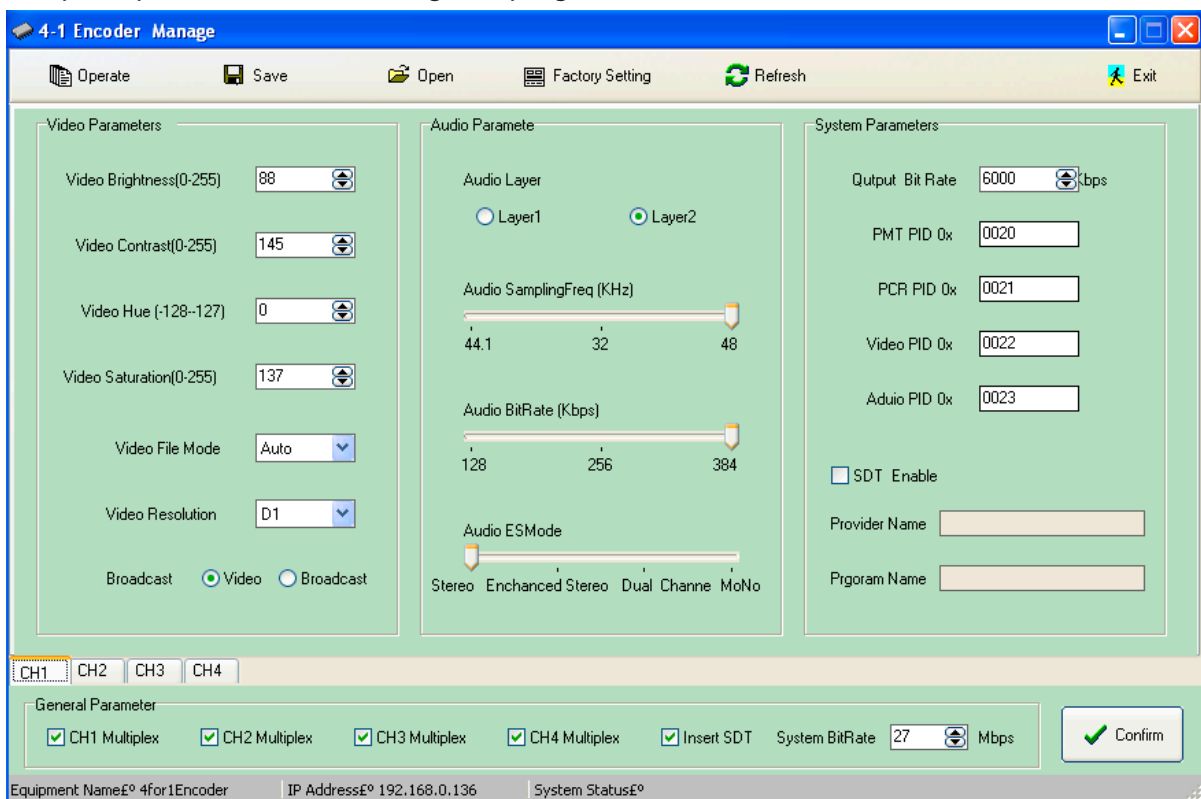 4-1 Encoder Manage
Operate Save Open Factory Setting Refresh Exit
Video Parameters
Video Brightness(0-255) 88
Video Contrast(0-255) 145
Video Hue (-128--127) 0
Video Saturation(0-255) 137
Video File Mode Auto
Video Resolution D1
Broadcast Video Broadcast
Audio Paramete
Audio Layer
Layer1 Layer2
Audio SamplingFreq (KHz)
44.1 32 48
Audio BitRate (Kbps)
128 256 384
Audio ESMode
Stereo Enchanced Stereo Dual Channe MoNo
System Parameters
Qutput Bit Rate 6000 Kbps
PMT PID 0x 0020
PCR PID 0x 0021
Video PID 0x 0022
Aduio PID 0x 0023
SDT Enable
Provider Name
Prgoram Name
CH1 CH2 CH3 CH4
General Parameter
CH1 Multiplex CH2 Multiplex CH3 Multiplex CH4 Multiplex Insert SDT System BitRate 27 Mbps
Confirm
Equipment Name£º 4for1Encoder IP Address£º 192.168.0.136 System Status£º